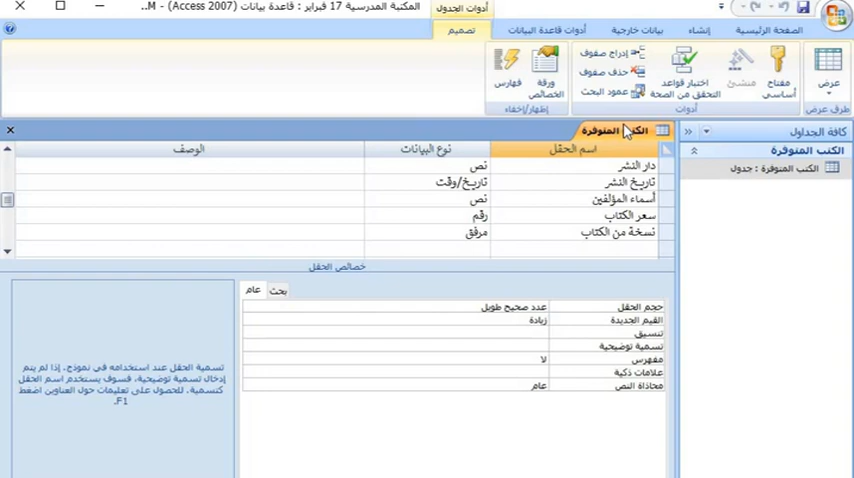 المكتبة المدرسية 17 فبراير : قاعدة بيانات (Access 2007) - M..
أدوات الجدول
الصفحة الرئيسية
إنشاء
بيانات خارجية
أدوات قاعدة البيانات
تصميم
عرض
طرق عرض
مفتاح أساسي
منشئ
اختبار قواعد التحقق من الصحة
إدراج صفوف
حذف صفوف
عمود البحث
أدوات
ورقة الخصائص
فهارس
إظهار/إخفاء
كافة الجداول
الكتب المتوفرة
الكتب المتوفرة : جدول
الكتب المتوفرة
اسم الحقل نوع البيانات الوصف
دار النشر نص
تاريخ النشر تاريخ/وقت
أسماء المؤلفين نص
سعر الكتاب رقم
نسخة من الكتاب مرفق
خصائص الحقل
عام بحث
حجم الحقل عدد صحيح طويل
القيم الجديدة زيادة
تنسيق
تسمية توضيحية
مفهرس لا
علامات ذكية
محاذاة النص عام
تسمية الحقل عند استخدامه في نموذج. إذا لم يتم
إدخال تسمية توضيحية، فسوف يستخدم اسم الحقل
كتسمية. للحصول على تعليمات حول العناوين اضغط
F1.